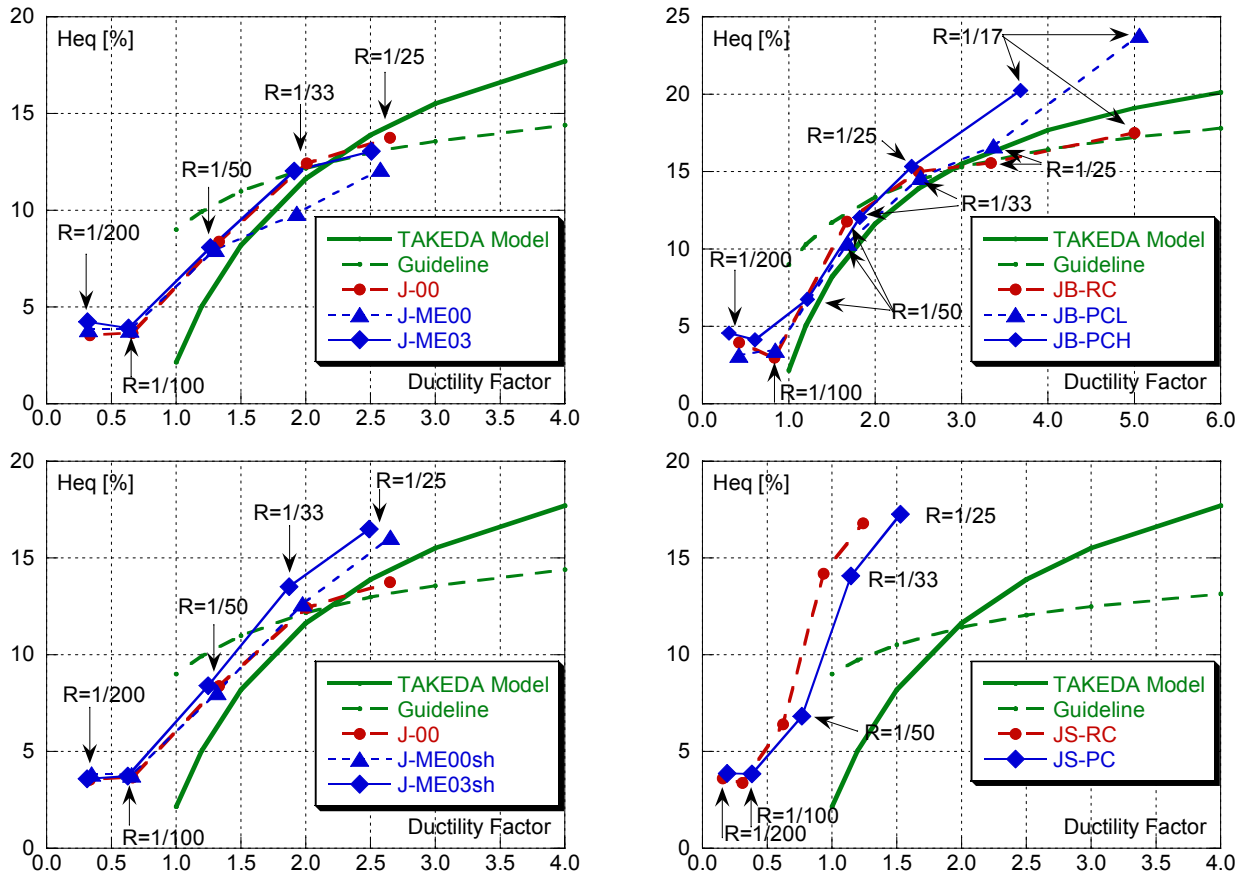 20
15
10
5
0
Heq [%]
R=1/25
R=1/33
R=1/50
R=1/200
R=1/100
TAKEDA Model
Guideline
J-00
J-ME00
J-ME03
Ductility Factor
0.0 0.5 1.0 1.5 2.0 2.5 3.0 3.5 4.0
25
20
15
10
5
0
Heq [%]
R=1/17
R=1/25
R=1/25
R=1/33
R=1/200
R=1/50
R=1/100
TAKEDA Model
Guideline
JB-RC
JB-PCL
JB-PCH
Ductility Factor
0.0 1.0 2.0 3.0 4.0 5.0 6.0
20
15
10
5
0
Heq [%]
R=1/25
R=1/33
R=1/50
R=1/200
R=1/100
TAKEDA Model
Guideline
J-00
J-ME00sh
J-ME03sh
Ductility Factor
0.0 0.5 1.0 1.5 2.0 2.5 3.0 3.5 4.0
20
15
10
5
0
Heq [%]
R=1/25
R=1/33
R=1/50
R=1/100
R=1/200
TAKEDA Model
Guideline
JS-RC
JS-PC
Ductility Factor
0.0 0.5 1.0 1.5 2.0 2.5 3.0 3.5 4.0